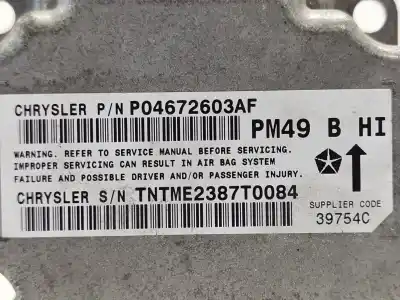 CHRYSLER P/N P04672603AF
PM49 B HI
WARNING. REFER TO SERVICE MANUAL BEFORE SERVICING.
IMPROPER SERVICING CAN RESULT IN AIR BAG SYSTEM
FAILURE AND POSSIBLE DRIVER AND/OR PASSENGER INJURY.
CHRYSLER S/N TNTME2387T0084
SUPPLIER CODE
39754C